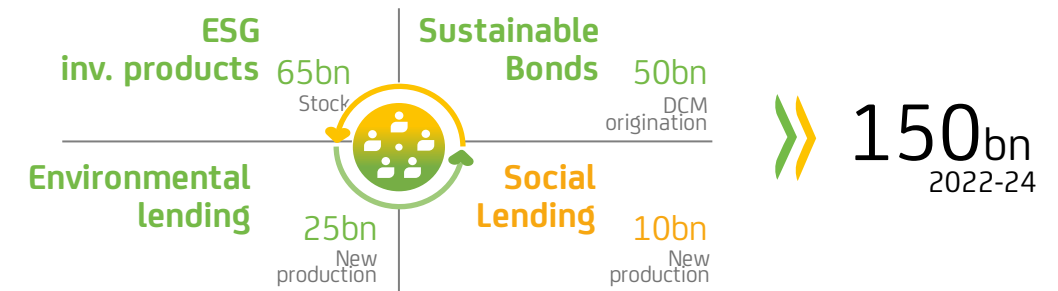 ESG
inv. products
65bn
Stock
Sustainable
Bonds
50bn
DCM
origination
Environmental
lending
25bn
New
production
Social
Lending
10bn
New
production
150bn
2022-24